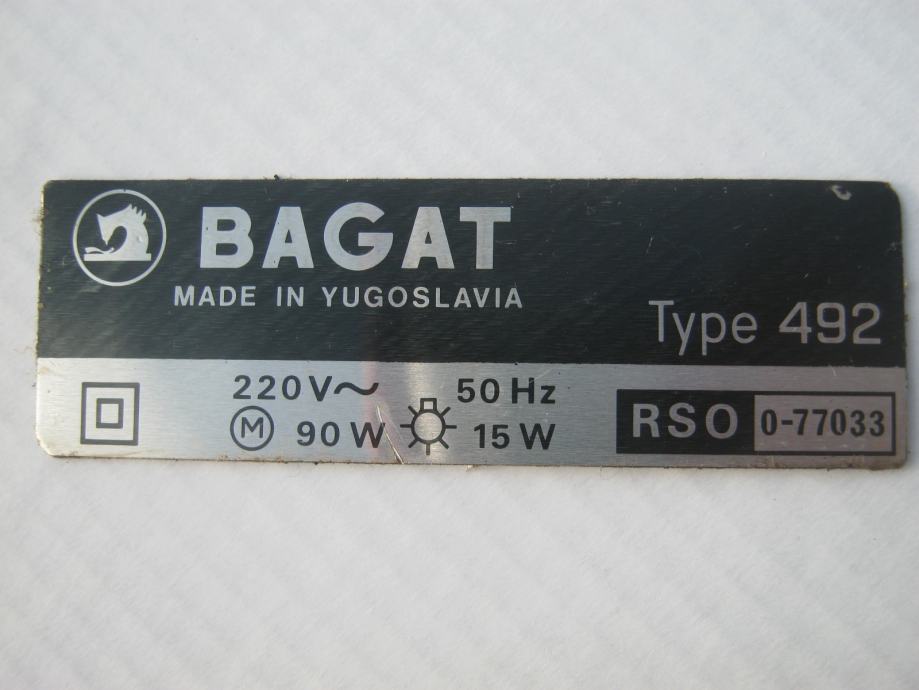 BAGAT
MADE IN YUGOSLAVIA
Type 492
220V~ 50 Hz
M 90 W 15 W
RSO 0-77033